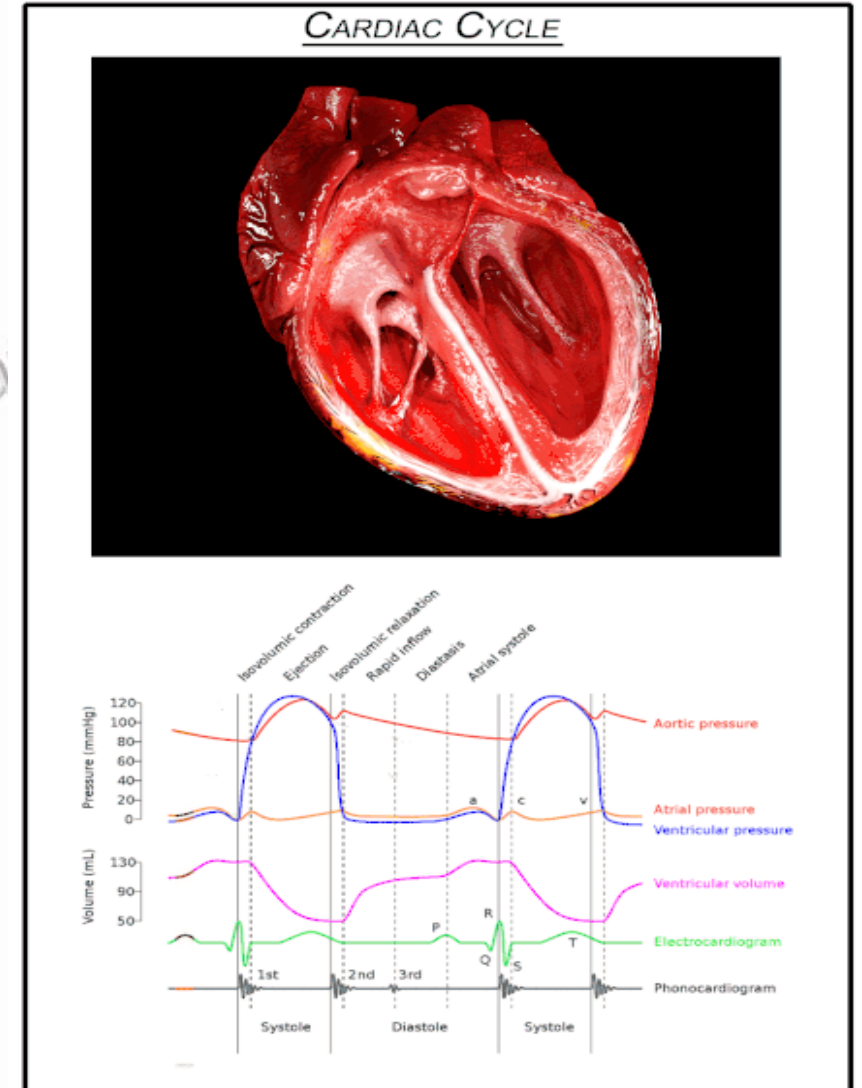 CARDIAC CYCLE
Isovolumic contraction
Ejection
Isovolumic relaxation
Rapid inflow
Diastasis
Atrial systole
Pressure (mmHg)
120
100
80
60
40
20
0
a
c
v
Aortic pressure
Atrial pressure
Ventricular pressure
Volume (mL)
130
90
50
Ventricular volume
R
P
Q
S
T
Electrocardiogram
1st
2nd
3rd
Phonocardiogram
Systole
Diastole
Systole